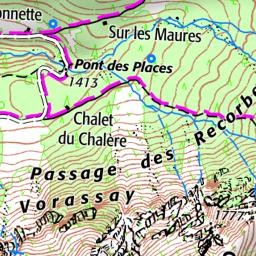 onnette
Sur les Maures
Pont des Places
1413
Chalet
du Chalère
Passage des Recorbe
Vorassay
1777